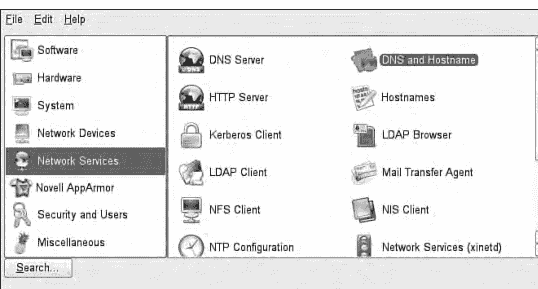 File Edit Help
Software
Hardware
System
Network Devices
Network Services
Novell AppArmor
Security and Users
Miscellaneous
DNS Server
DNS and Hostname
HTTP Server
Hostnames
Kerberos Client
LDAP Browser
LDAP Client
Mail Transfer Agent
NFS Client
NIS Client
NTP Configuration
Network Services (xinetd)
Search...